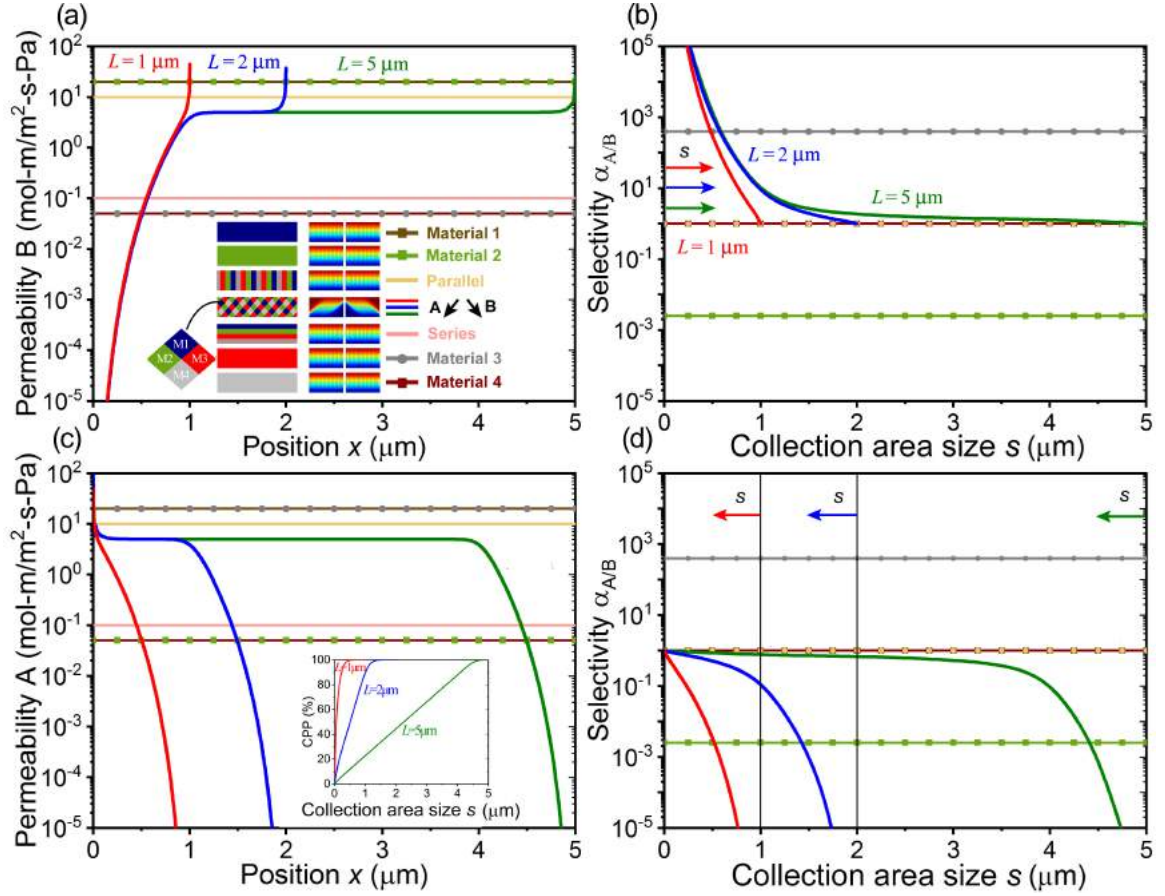 (a)
Permeability B (mol-m/m²-s-Pa)
10²
10¹
10⁰
10⁻¹
10⁻²
10⁻³
10⁻⁴
10⁻⁵
L = 1 μm
L = 2 μm
L = 5 μm
M1
M2
M3
M4
Material 1
Material 2
Parallel
A
B
Series
Material 3
Material 4
0
1
2
3
4
5
Position x (μm)
(b)
Selectivity α_A/B
10⁵
10³
10¹
10⁻¹
10⁻³
10⁻⁵
s
L = 2 μm
L = 5 μm
L = 1 μm
0
1
2
3
4
5
Collection area size s (μm)
(c)
Permeability A (mol-m/m²-s-Pa)
10²
10¹
10⁰
10⁻¹
10⁻²
10⁻³
10⁻⁴
10⁻⁵
CPP (%)
100
80
60
40
20
0
L=1μm
L=2μm
L=5μm
0
1
2
3
4
5
Collection area size s (μm)
0
1
2
3
4
5
Position x (μm)
(d)
Selectivity α_A/B
10⁵
10³
10¹
10⁻¹
10⁻³
10⁻⁵
s
s
s
0
1
2
3
4
5
Collection area size s (μm)